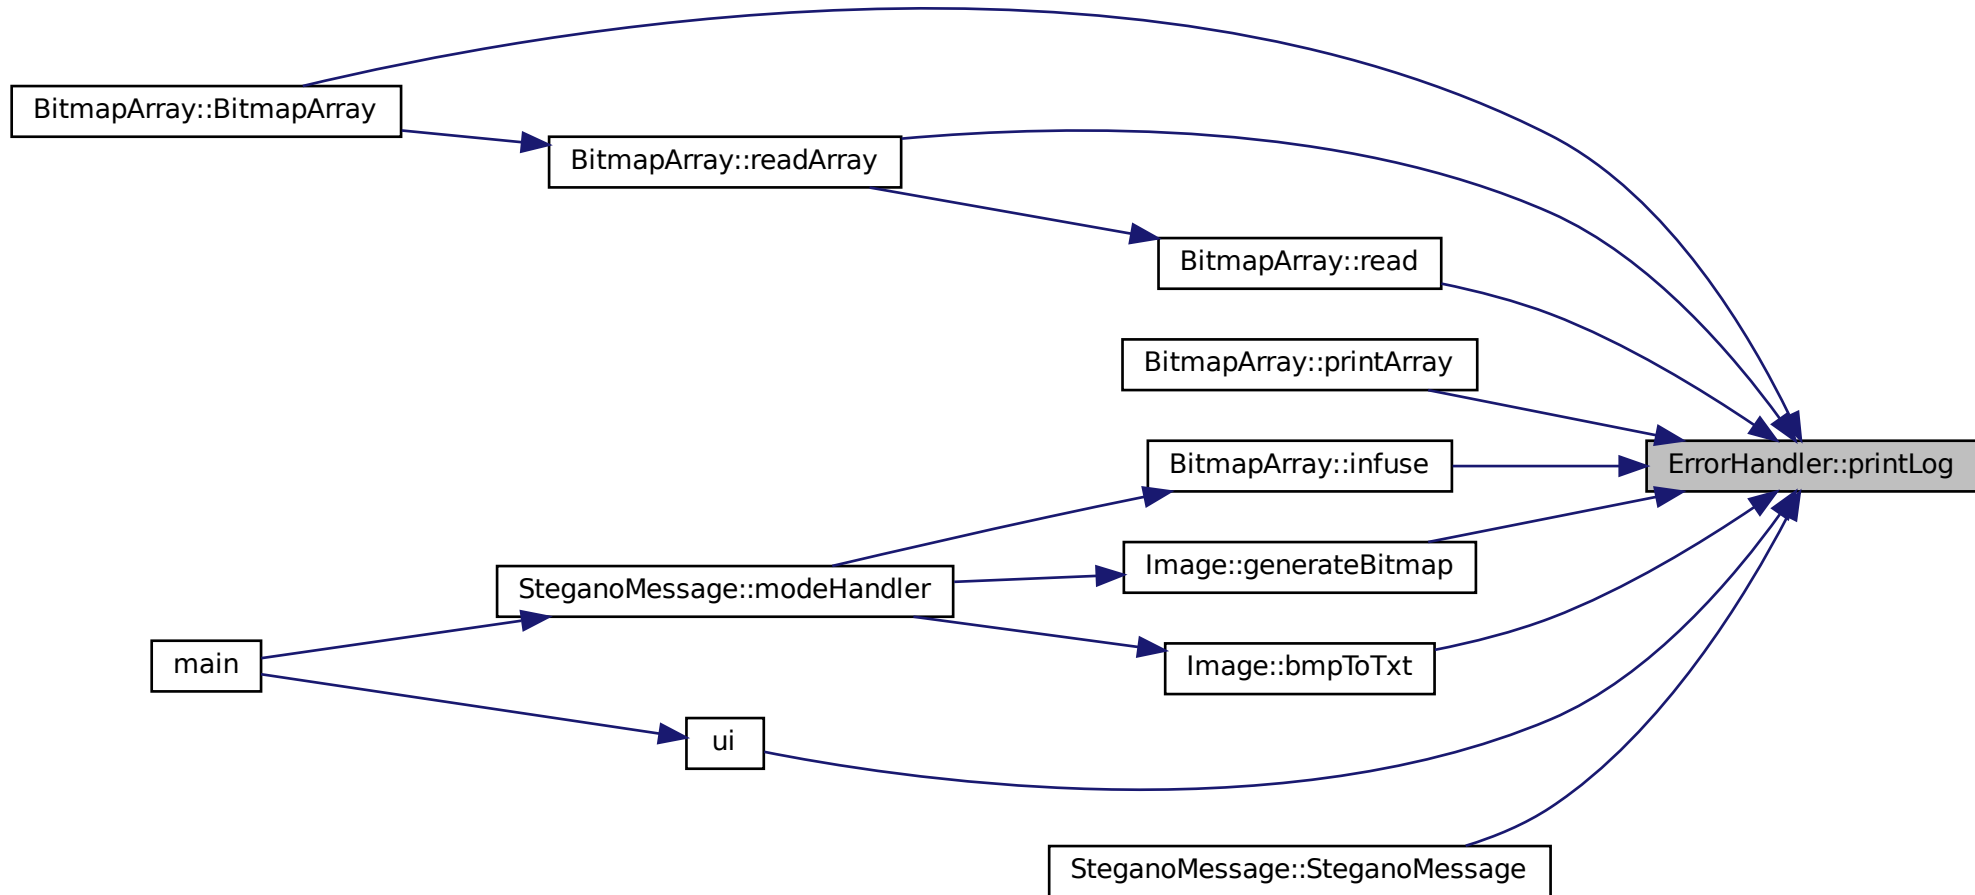 BitmapArray::BitmapArray
BitmapArray::readArray
BitmapArray::read
BitmapArray::printArray
BitmapArray::infuse
ErrorHandler::printLog
Image::generateBitmap
SteganoMessage::modeHandler
main
Image::bmpToTxt
ui
SteganoMessage::SteganoMessage